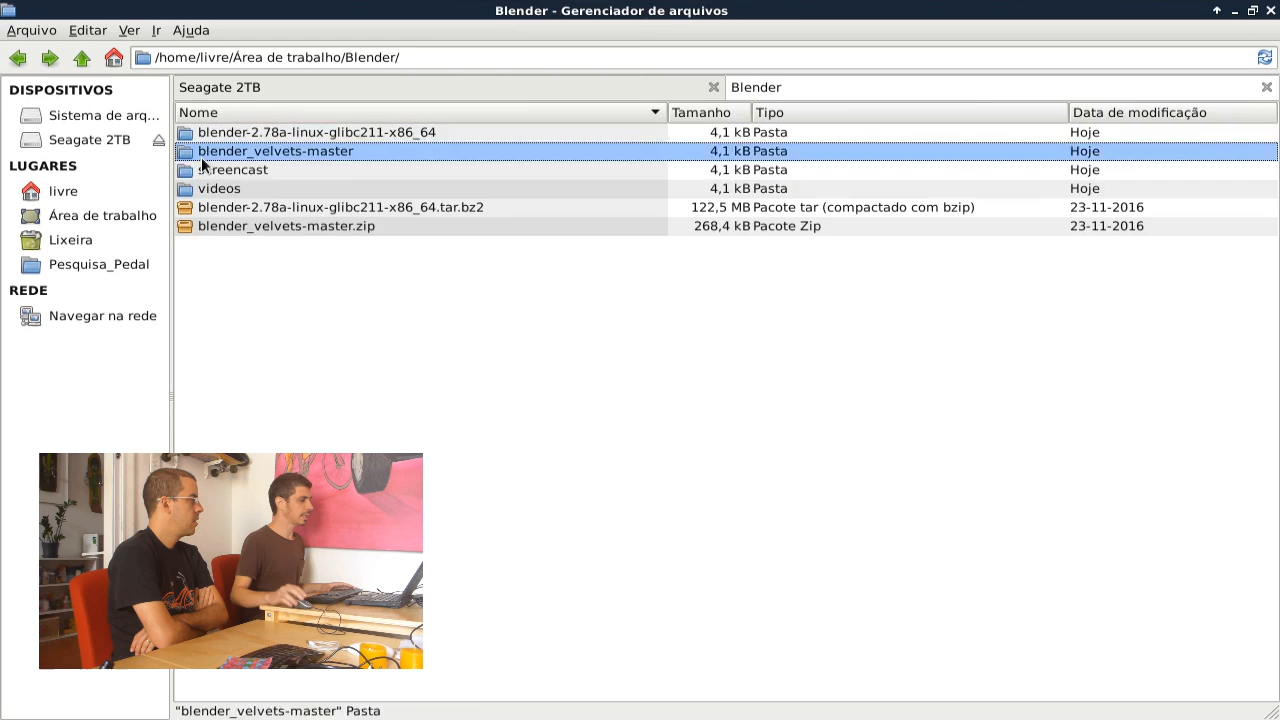 Blender - Gerenciador de arquivos
Arquivo Editar Ver Ir Ajuda
/home/livre/Área de trabalho/Blender/
DISPOSITIVOS
Sistema de arq...
Seagate 2TB
LUGARES
livre
Área de trabalho
Lixeira
Pesquisa_Pedal
REDE
Navegar na rede
Seagate 2TB Blender
Nome Tamanho Tipo Data de modificação
blender-2.78a-linux-glibc211-x86_64 4,1 kB Pasta Hoje
blender_velvets-master 4,1 kB Pasta Hoje
screencast 4,1 kB Pasta Hoje
videos 4,1 kB Pasta Hoje
blender-2.78a-linux-glibc211-x86_64.tar.bz2 122,5 MB Pacote tar (compactado com bzip) 23-11-2016
blender_velvets-master.zip 268,4 kB Pacote Zip 23-11-2016
"blender_velvets-master" Pasta